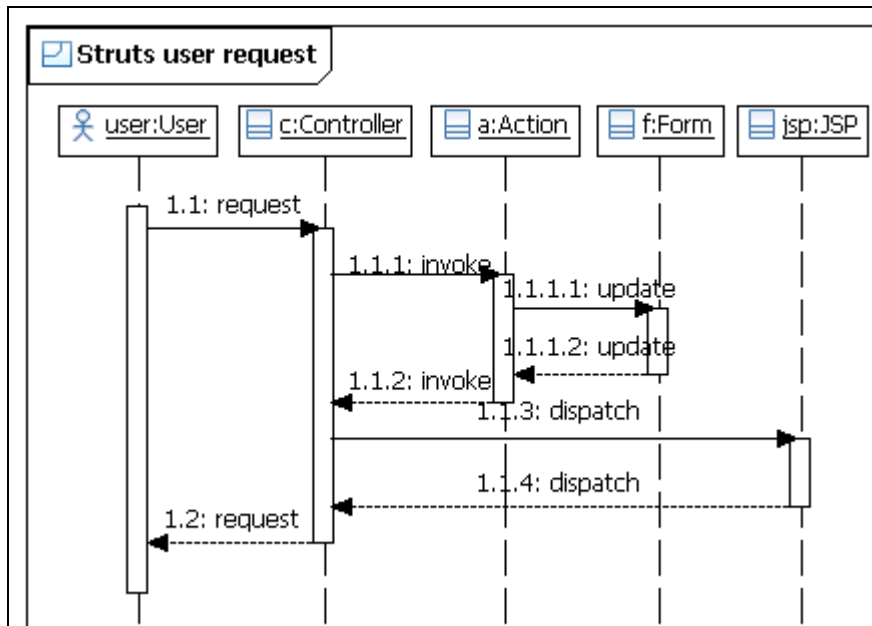 Struts user request
user:User
c:Controller
a:Action
f:Form
jsp:JSP
1.1: request
1.1.1: invoke
1.1.1.1: update
1.1.1.2: update
1.1.2: invoke
1.1.3: dispatch
1.1.4: dispatch
1.2: request